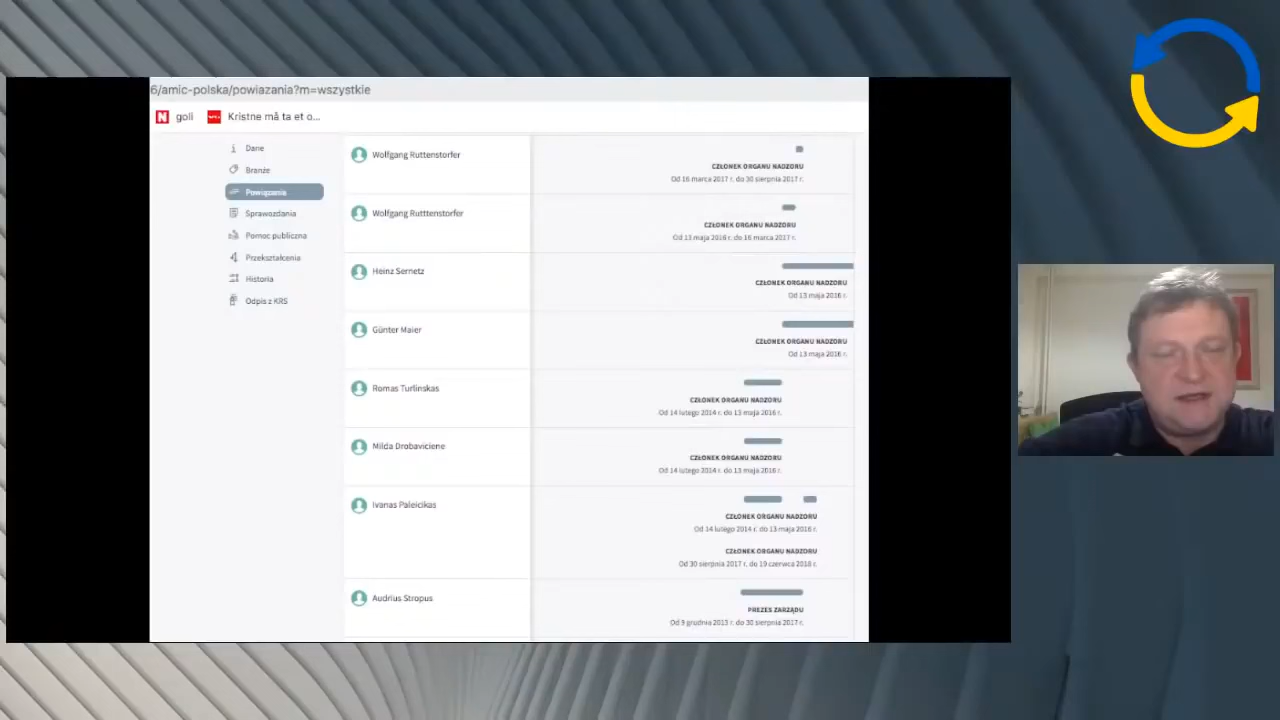 6/amic-polska/powiazania?m=wszystkie
goli
Kristne må ta et o...
Dane
Branże
Powiązania
Sprawozdania
Pomoc publiczna
Przekształcenia
Historia
Odpis z KRS
Wolfgang Ruttenstorfer
CZŁONEK ORGANU NADZORU
Od 16 marca 2017 r. do 30 sierpnia 2017 r.
Wolfgang Rutttenstorfer
CZŁONEK ORGANU NADZORU
Od 13 maja 2016 r. do 16 marca 2017 r.
Heinz Sernetz
CZŁONEK ORGANU NADZORU
Od 13 maja 2016 r.
Günter Maier
CZŁONEK ORGANU NADZORU
Od 13 maja 2016 r.
Romas Turlinskas
CZŁONEK ORGANU NADZORU
Od 14 lutego 2014 r. do 13 maja 2016 r.
Milda Drobaviciene
CZŁONEK ORGANU NADZORU
Od 14 lutego 2014 r. do 13 maja 2016 r.
Ivanas Paleicikas
CZŁONEK ORGANU NADZORU
Od 14 lutego 2014 r. do 13 maja 2016 r.
CZŁONEK ORGANU NADZORU
Od 30 sierpnia 2017 r. do 19 czerwca 2018 r.
Audrius Stropus
PREZES ZARZĄDU
Od 9 grudnia 2013 r. do 30 sierpnia 2017 r.